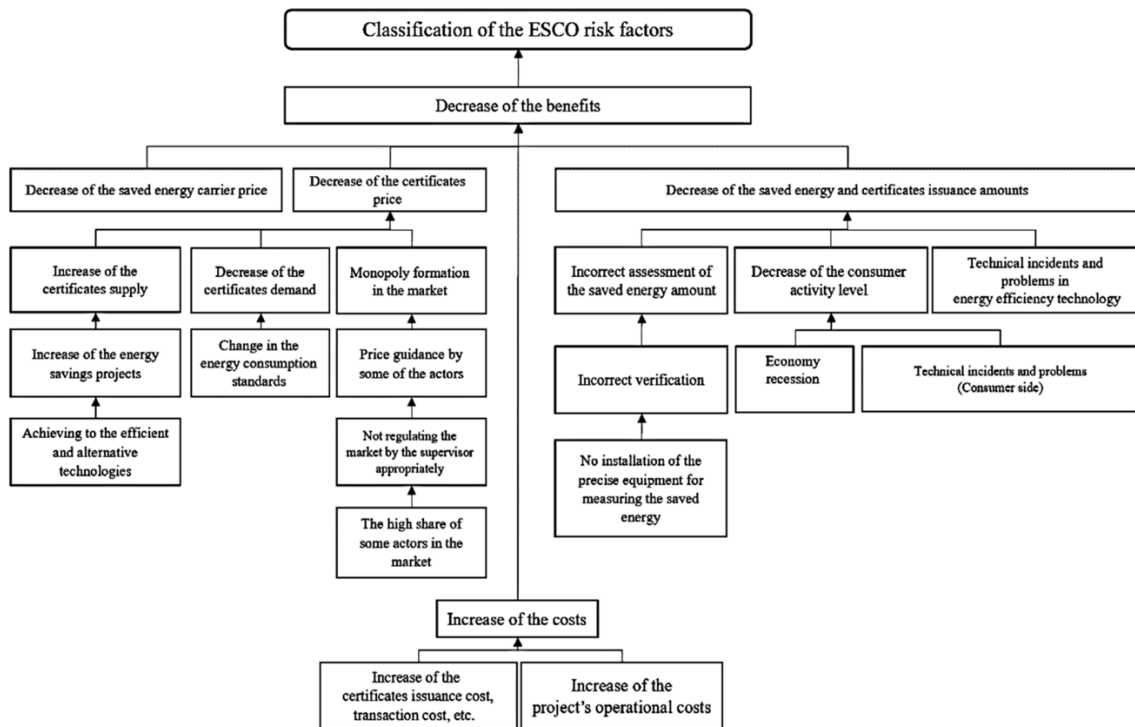 Classification of the ESCO risk factors
Decrease of the benefits
Decrease of the saved energy carrier price
Decrease of the certificates
price
Decrease of the saved energy and certificates issuance amounts
Increase of the
certificates supply
Decrease of the
certificates demand
Monopoly formation
in the market
Incorrect assessment of
the saved energy amount
Decrease of the consumer
activity level
Technical incidents and
problems in
energy efficiency technology
Increase of the energy
savings projects
Change in the
energy consumption
standards
Price guidance by
some of the actors
Incorrect verification
Economy
recession
Technical incidents and problems
(Consumer side)
Achieving to the efficient
and alternative
technologies
Not regulating the
market by the supervisor
appropriately
No installation of the
precise equipment for
measuring the saved
energy
The high share of
some actors in the
market
Increase of the costs
Increase of the
certificates issuance cost,
transaction cost, etc.
Increase of the
project's operational costs